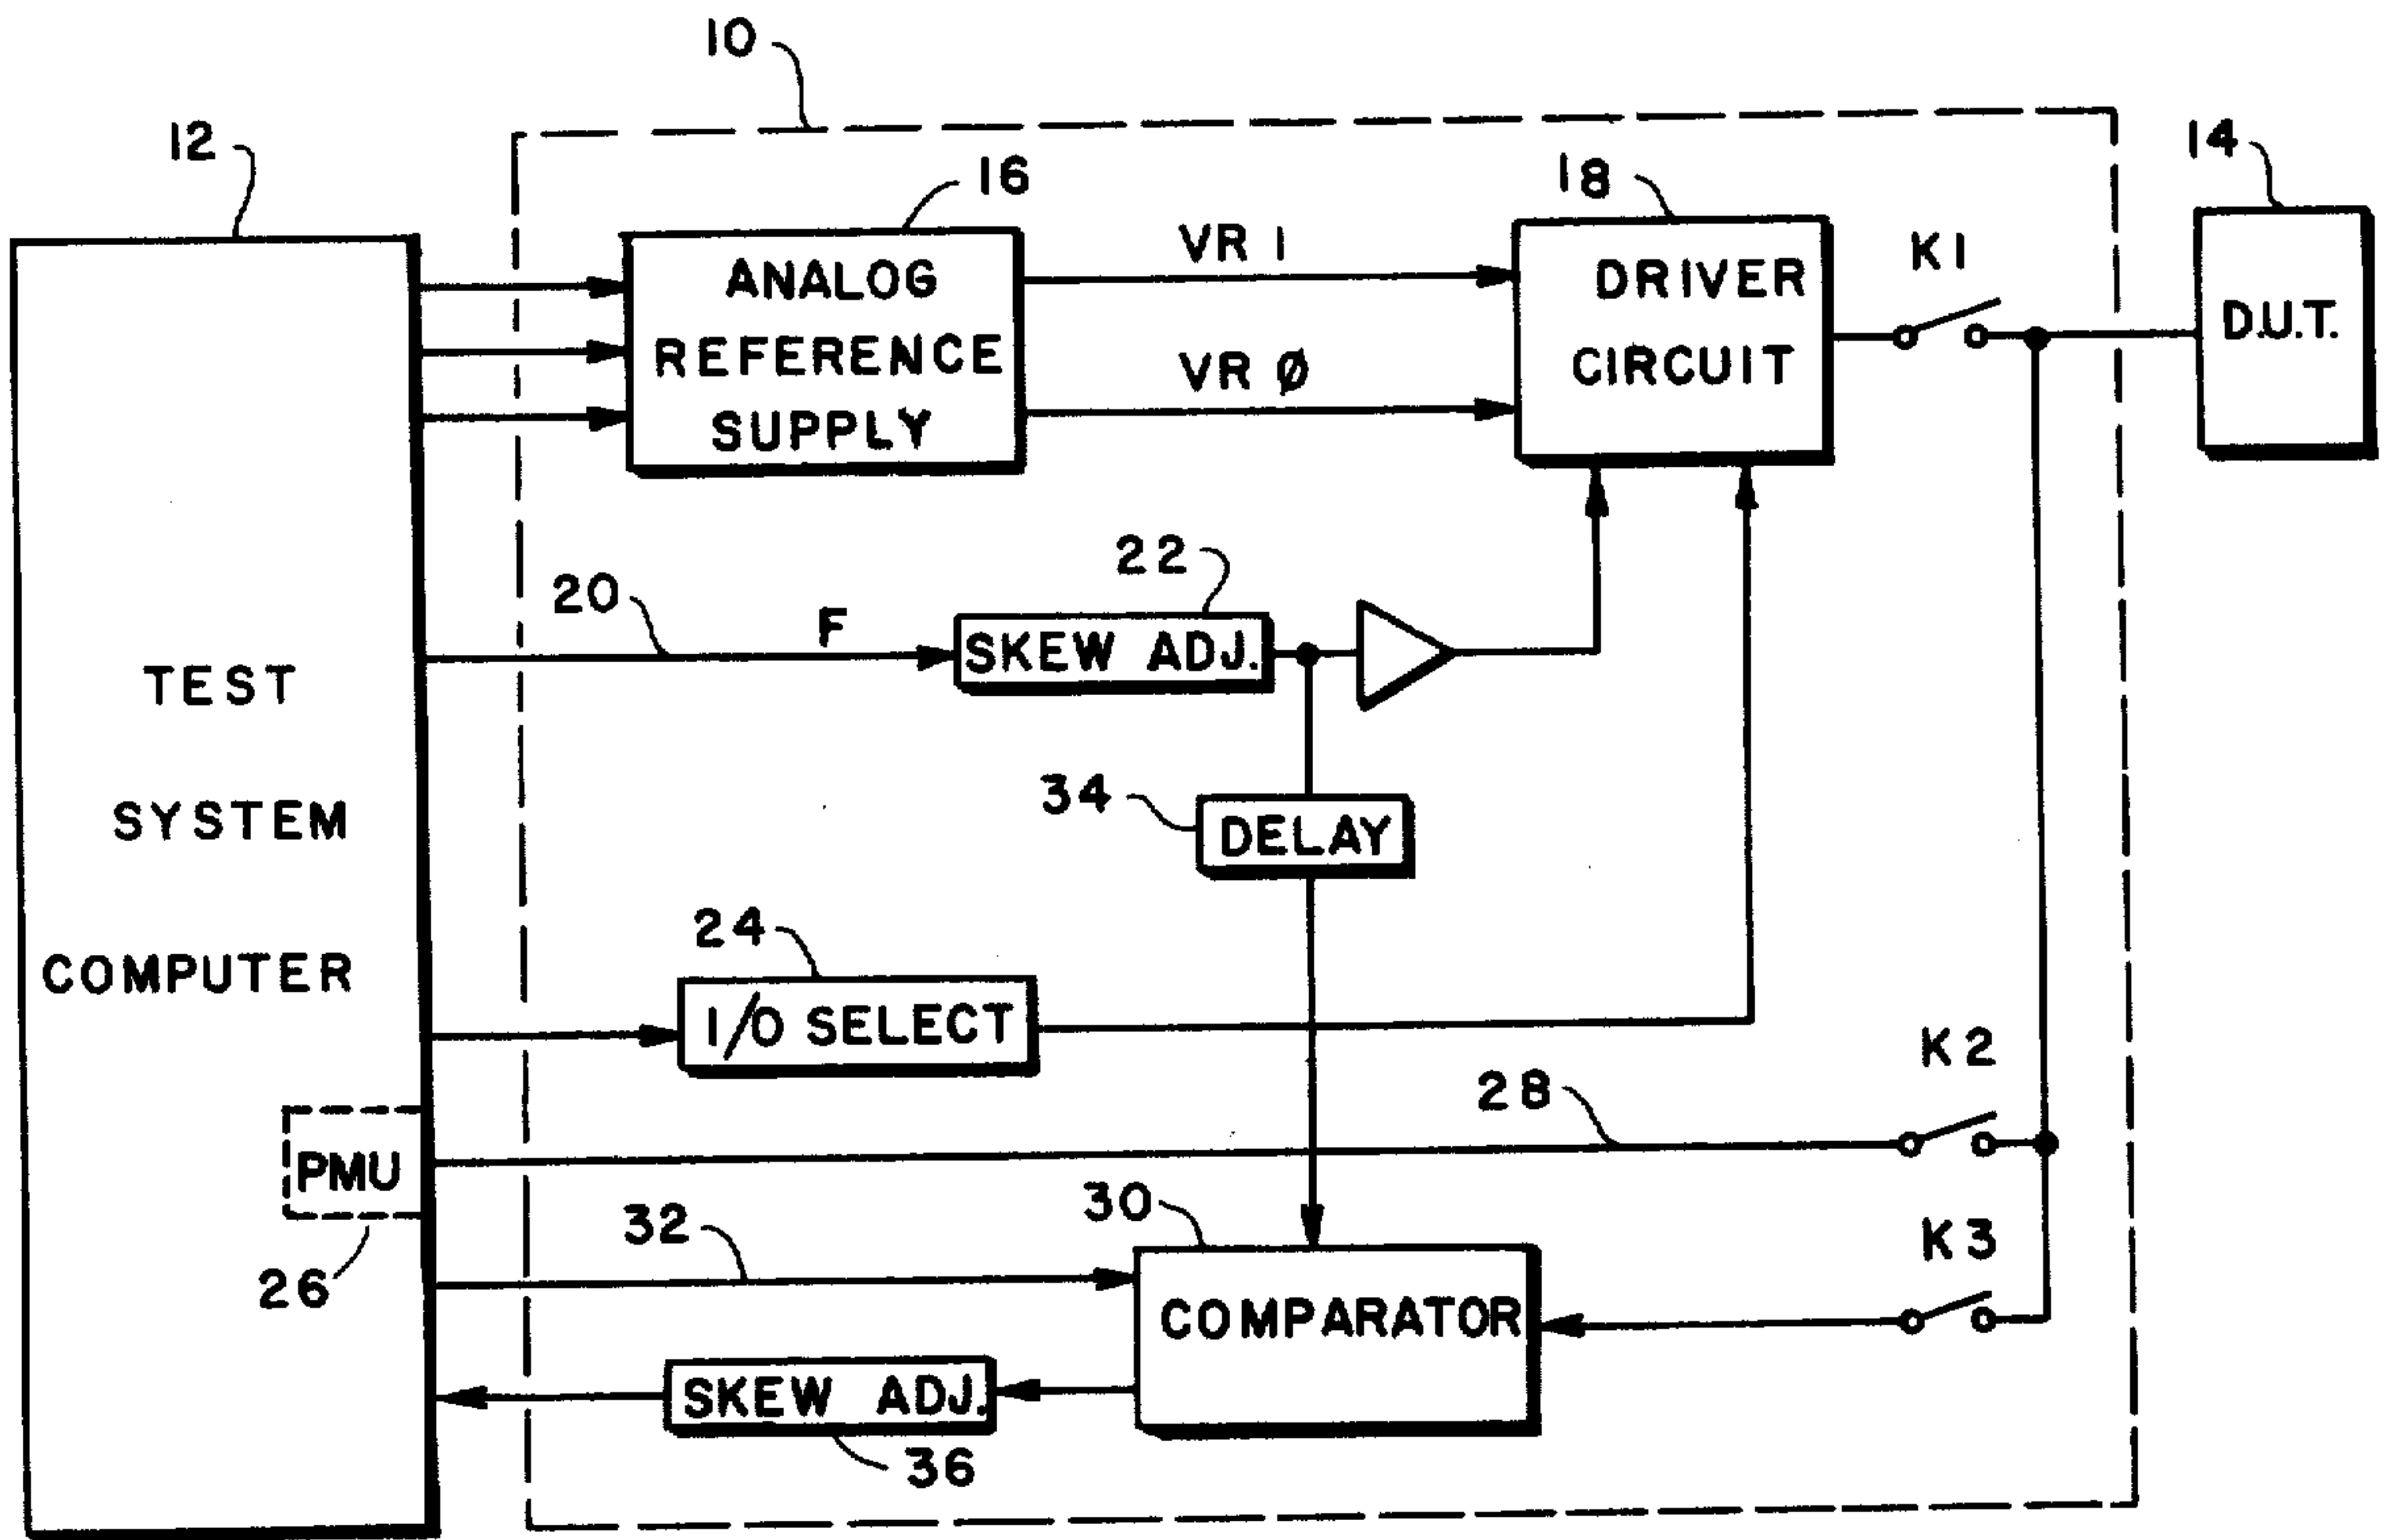 10
12
16
18
14
VR 1
K1
ANALOG
REFERENCE
SUPPLY
DRIVER
CIRCUIT
D.U.T.
VR Ø
22
20
F
SKEW ADJ.
TEST
SYSTEM
COMPUTER
34
DELAY
24
I/O SELECT
K2
28
PMU
30
32
K3
26
COMPARATOR
SKEW ADJ.
36